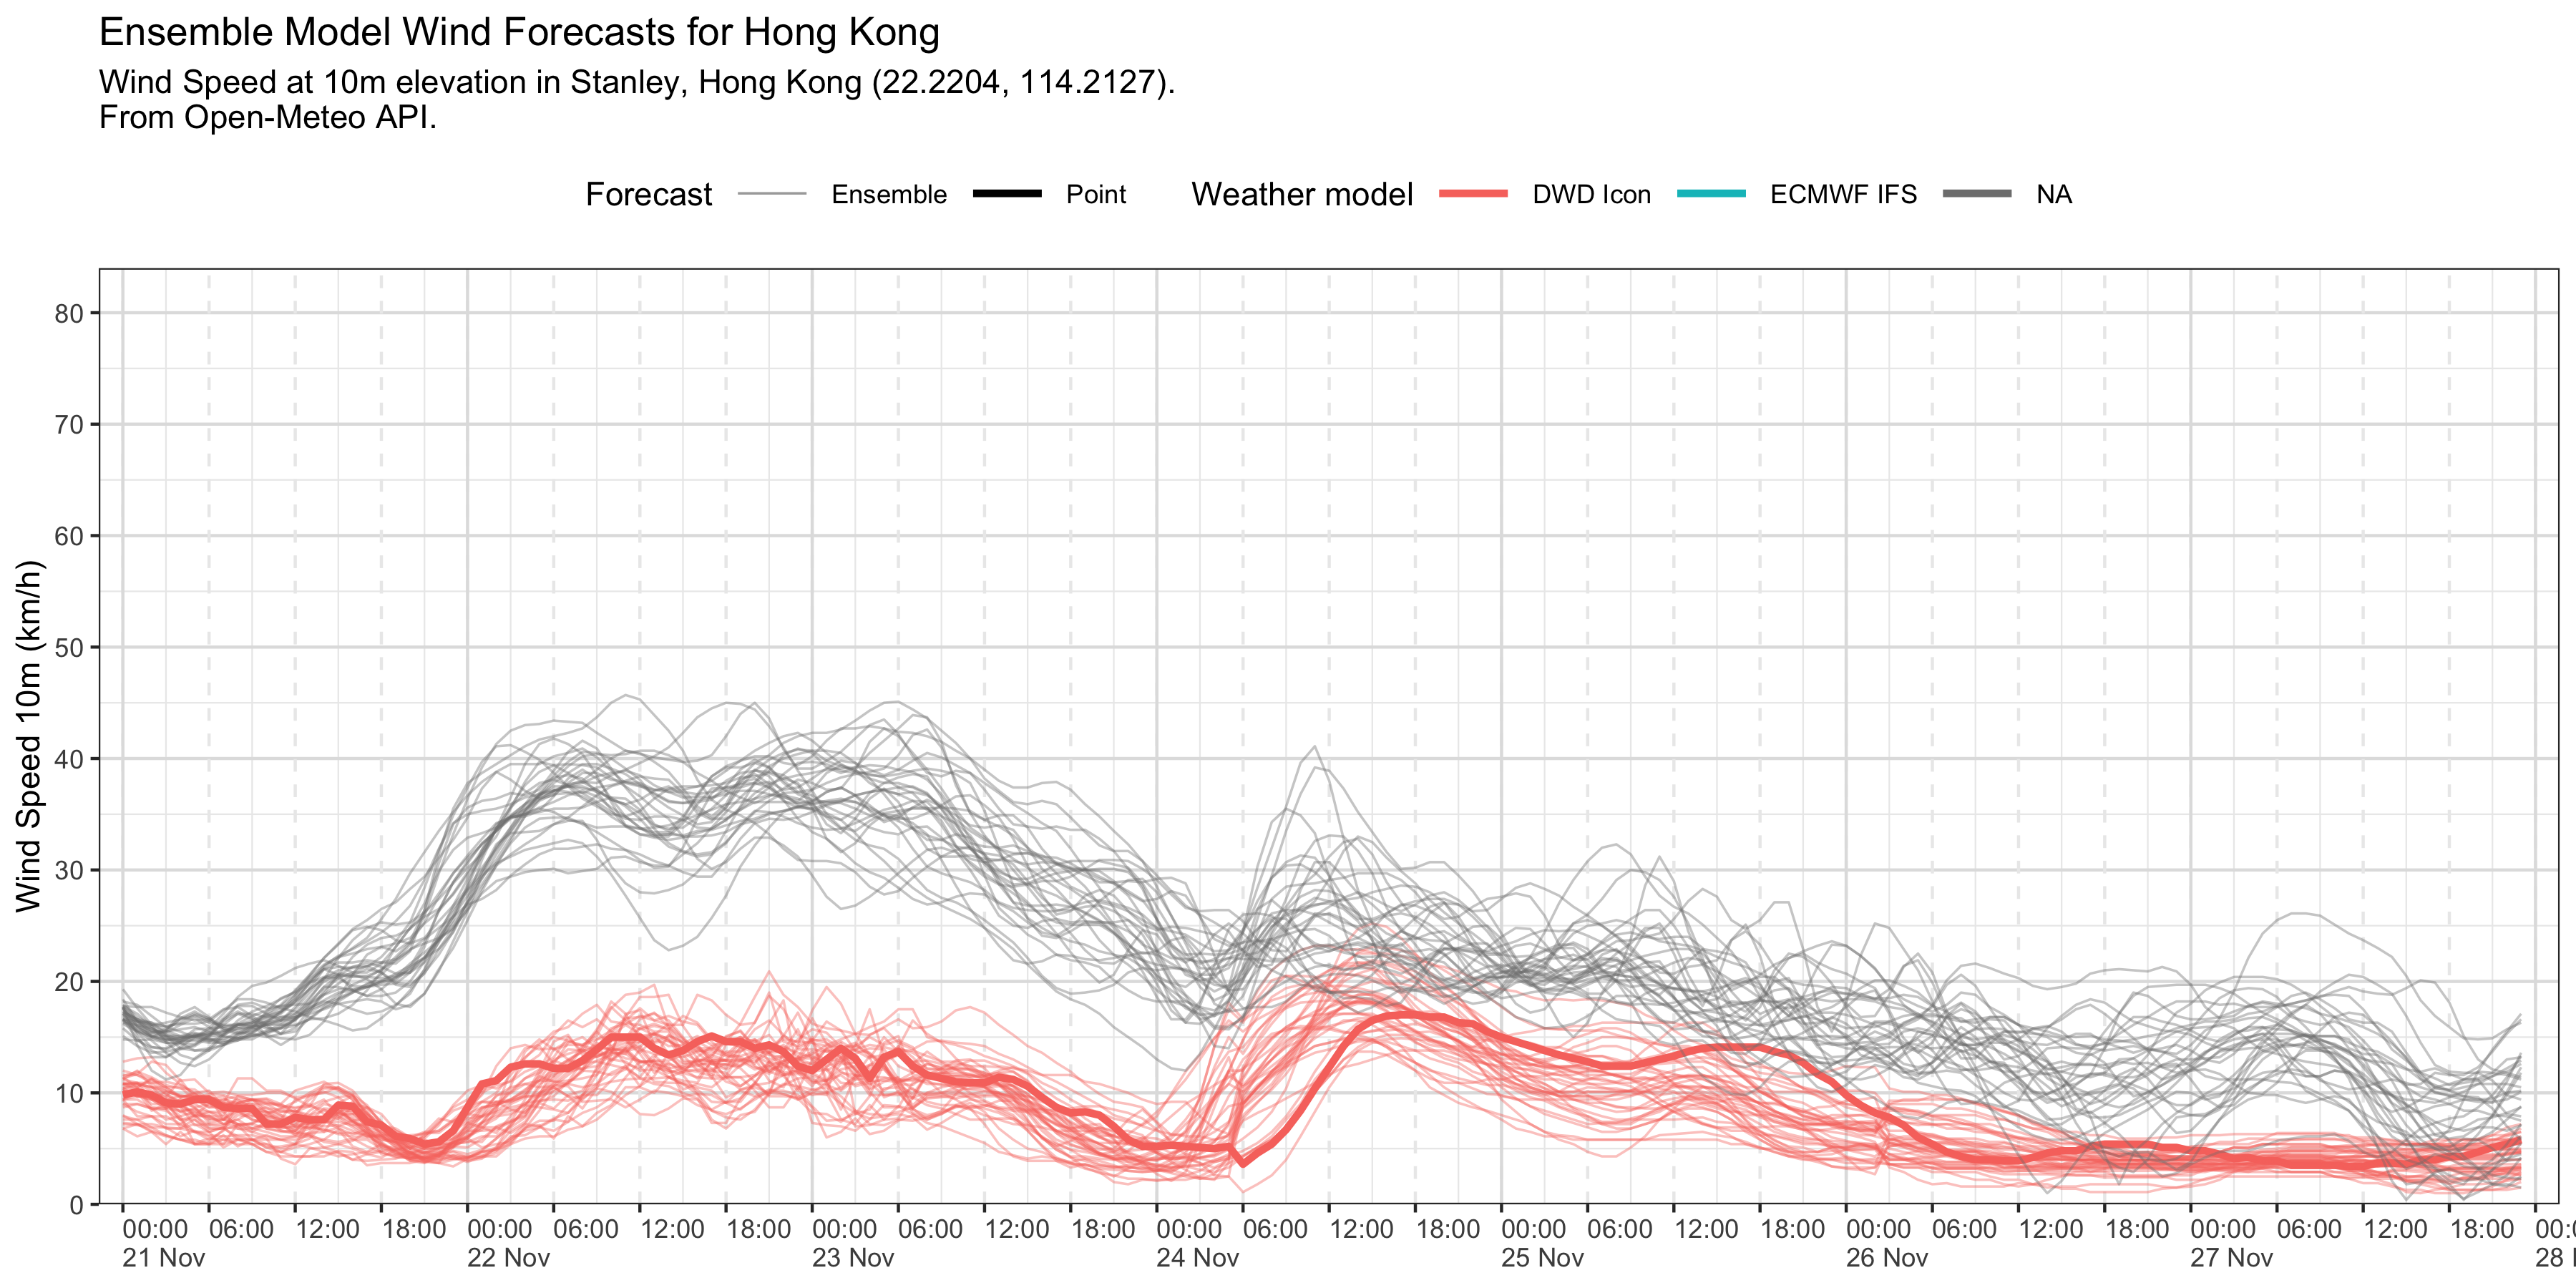 Ensemble Model Wind Forecasts for Hong Kong
Wind Speed at 10m elevation in Stanley, Hong Kong (22.2204, 114.2127).
From Open-Meteo API.
Forecast Ensemble Point Weather model DWD Icon ECMWF IFS NA
Wind Speed 10m (km/h)
80
70
60
50
40
30
20
10
0
00:00 06:00 12:00 18:00 00:00 06:00 12:00 18:00 00:00 06:00 12:00 18:00 00:00 06:00 12:00 18:00 00:00 06:00 12:00 18:00 00:00 06:00 12:00 18:00 00:00 06:00 12:00 18:00
21 Nov 22 Nov 23 Nov 24 Nov 25 Nov 26 Nov 27 Nov 28